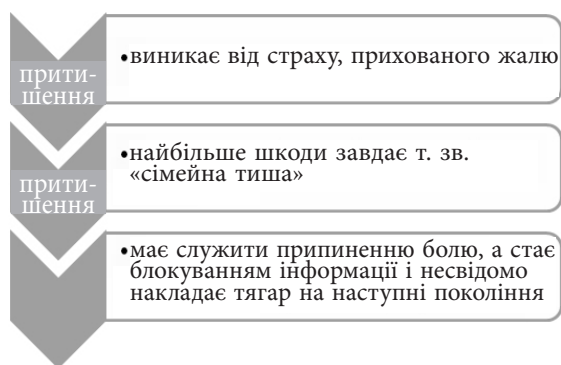 прити-
шення
•виникає від страху, прихованого жалю
прити-
шення
•найбільше шкоди завдає т. зв.
«сімейна тиша»
•має служити припиненню болю, а стає
блокуванням інформації і несвідомо
накладає тягар на наступні покоління